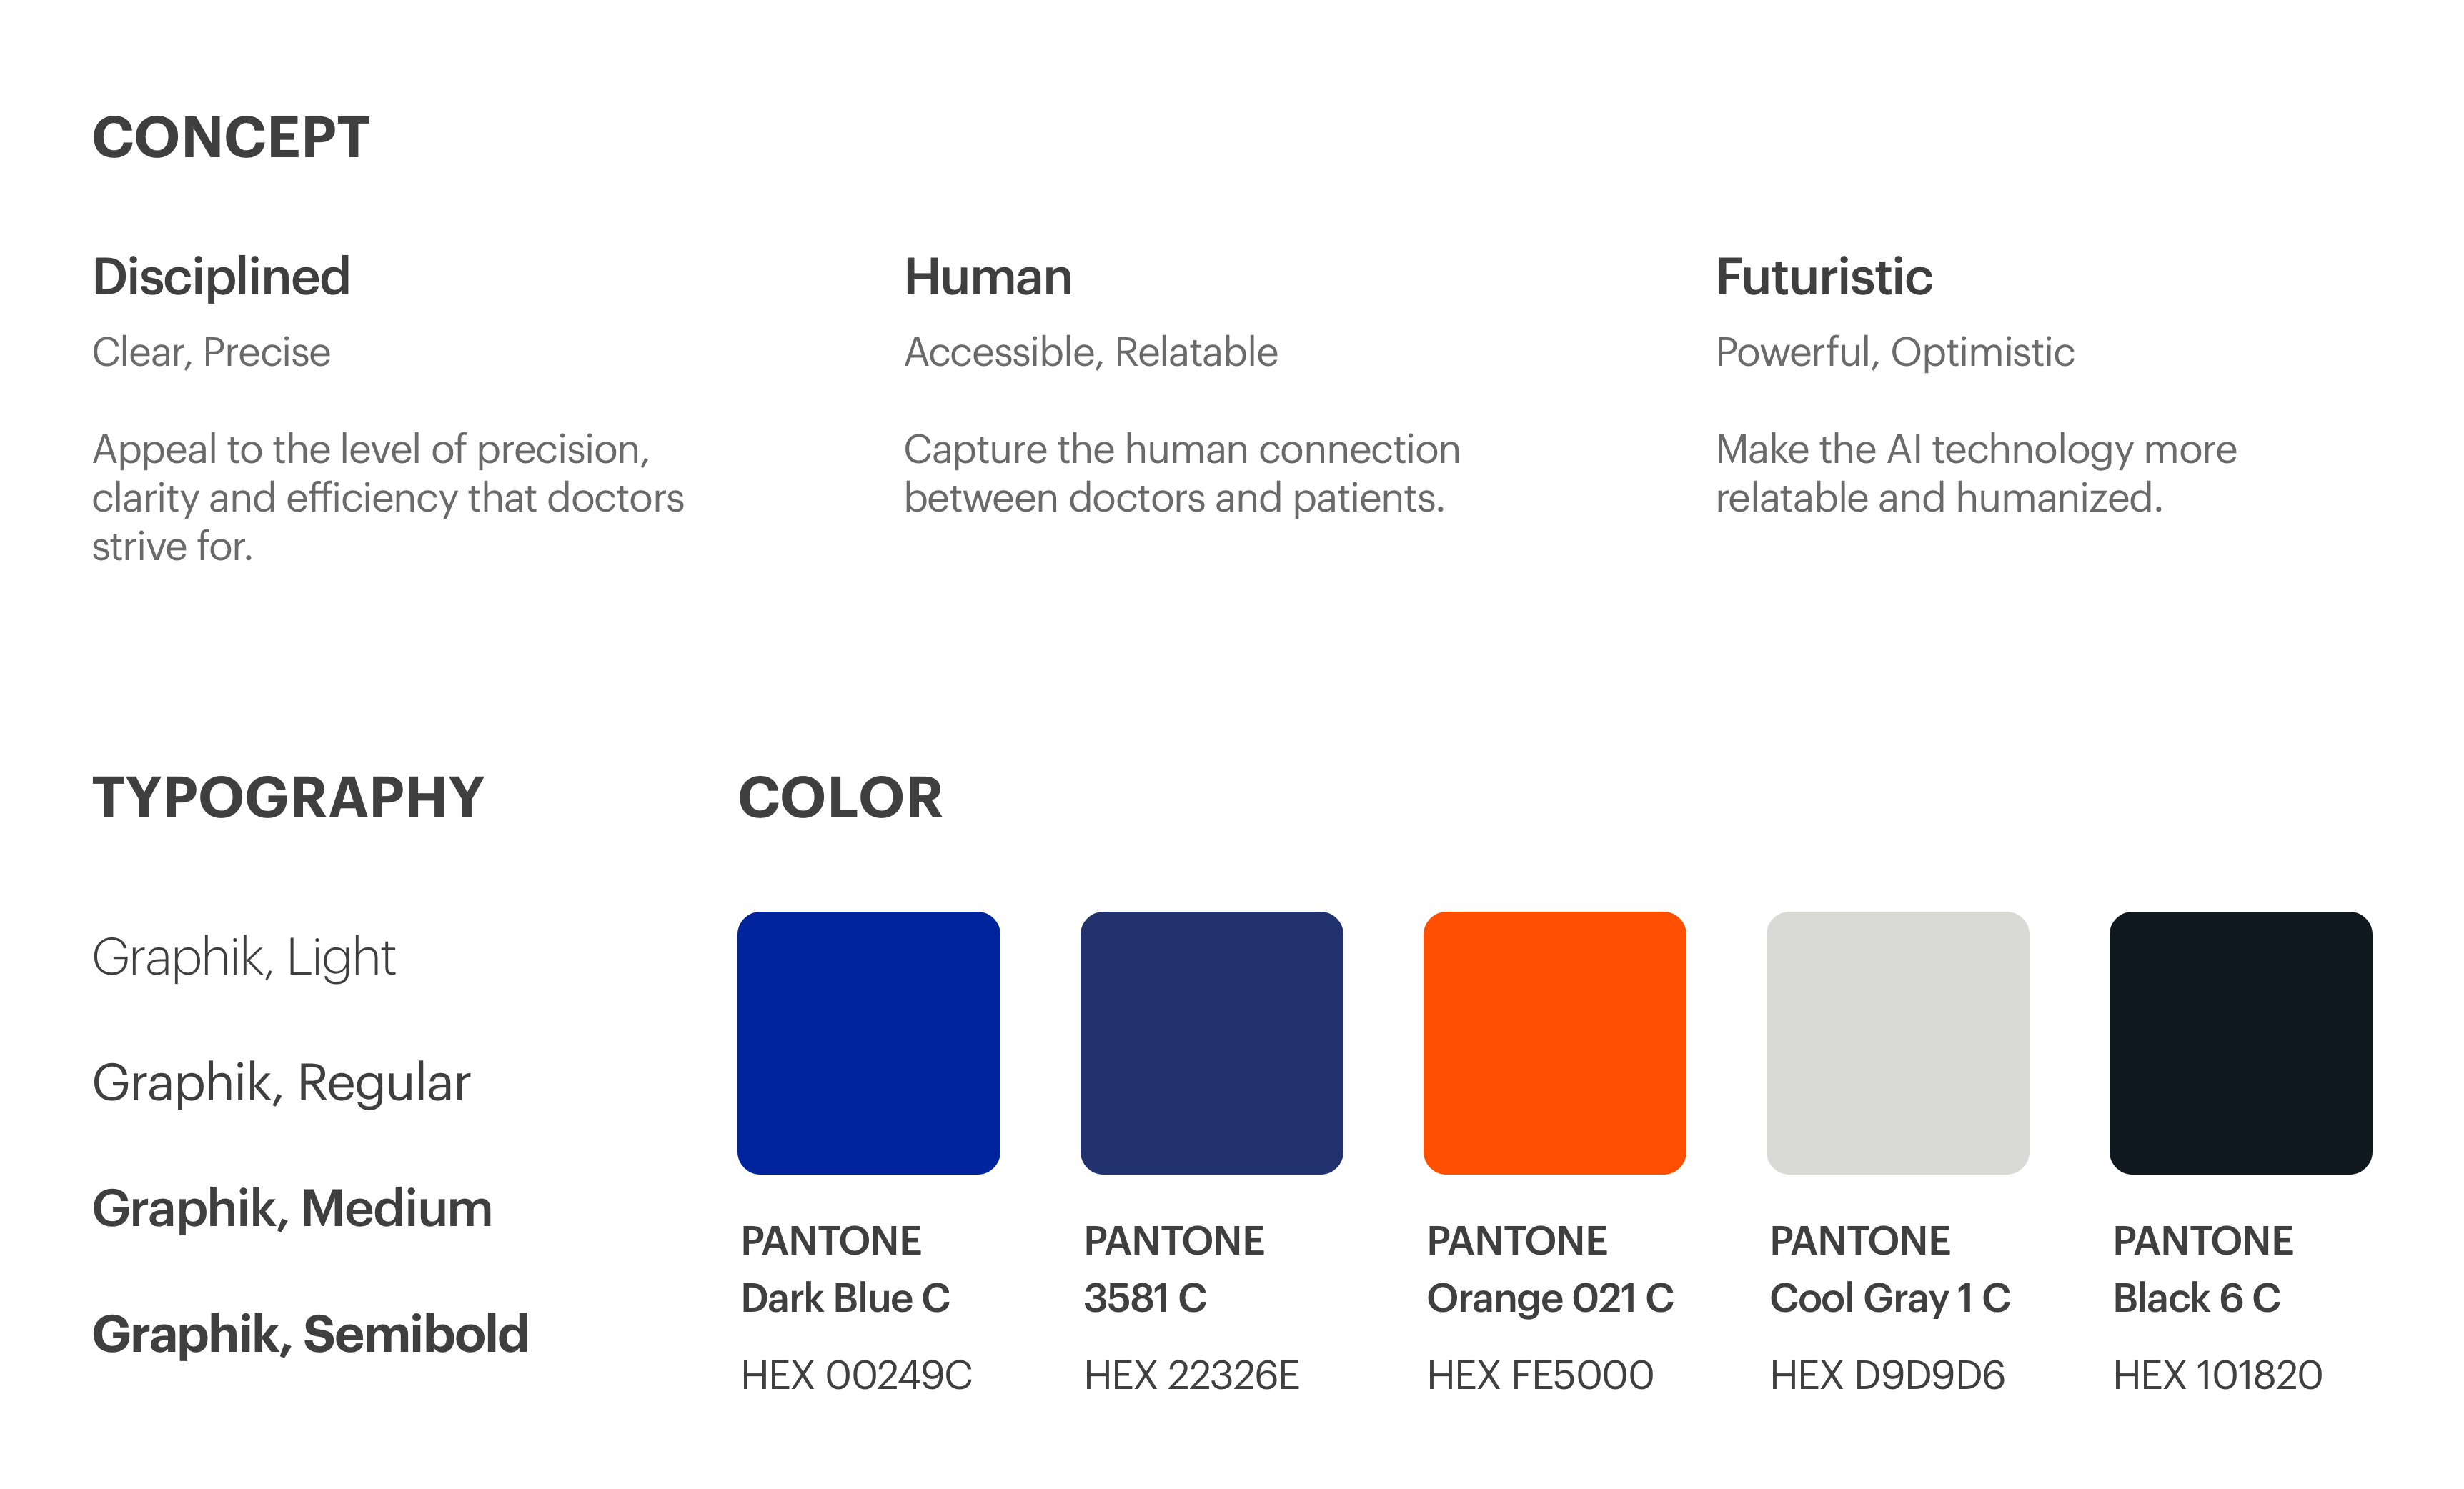 CONCEPT
Disciplined
Clear, Precise
Appeal to the level of precision,
clarity and efficiency that doctors
strive for.
Human
Accessible, Relatable
Capture the human connection
between doctors and patients.
Futuristic
Powerful, Optimistic
Make the AI technology more
relatable and humanized.
TYPOGRAPHY
Graphik, Light
Graphik, Regular
Graphik, Medium
Graphik, Semibold
COLOR
PANTONE
Dark Blue C
HEX 00249C
PANTONE
3581 C
HEX 22326E
PANTONE
Orange 021 C
HEX FE5000
PANTONE
Cool Gray 1 C
HEX D9D9D6
PANTONE
Black 6 C
HEX 101820